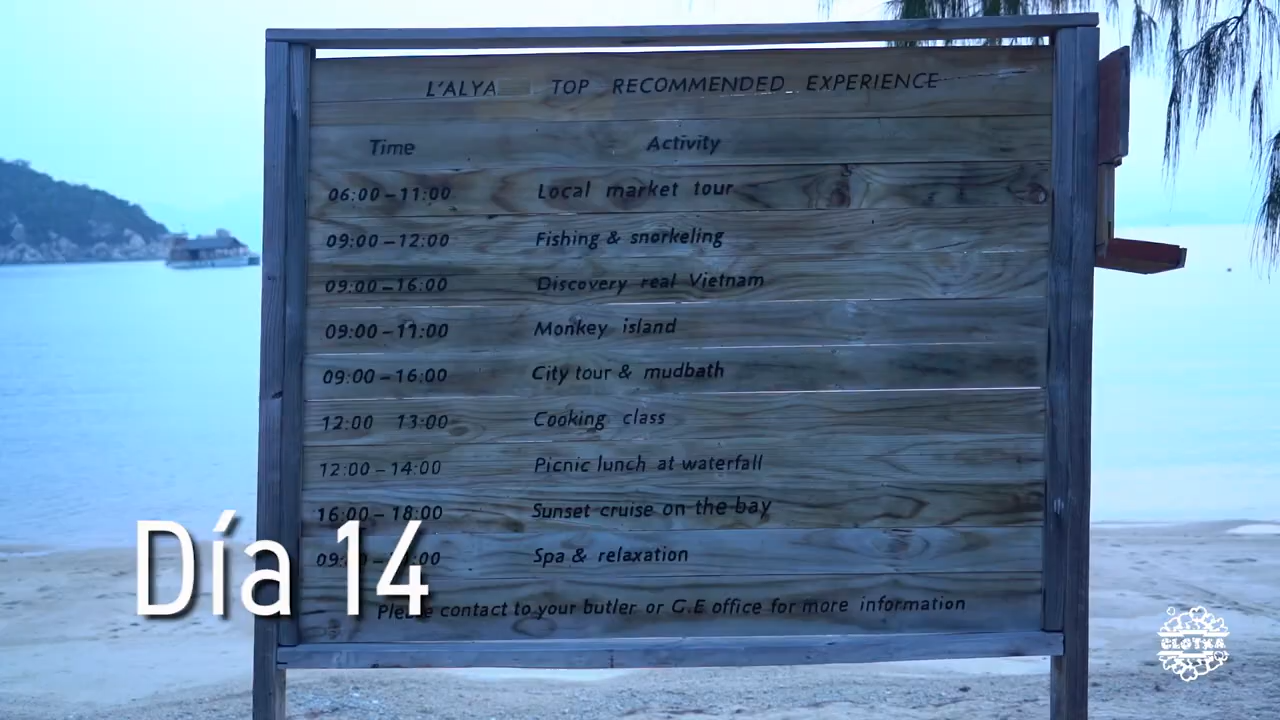 L'ALYA TOP RECOMMENDED EXPERIENCE
Time Activity
06:00-11:00 Local market tour
09:00-12:00 Fishing & snorkeling
09:00-16:00 Discovery real Vietnam
09:00-11:00 Monkey island
09:00-16:00 City tour & mudbath
12:00 13:00 Cooking class
12:00-14:00 Picnic lunch at waterfall
16:00-18:00 Sunset cruise on the bay
Spa & relaxation
Please contact to your butler or G.E office for more information
Día 14
CLOTKA